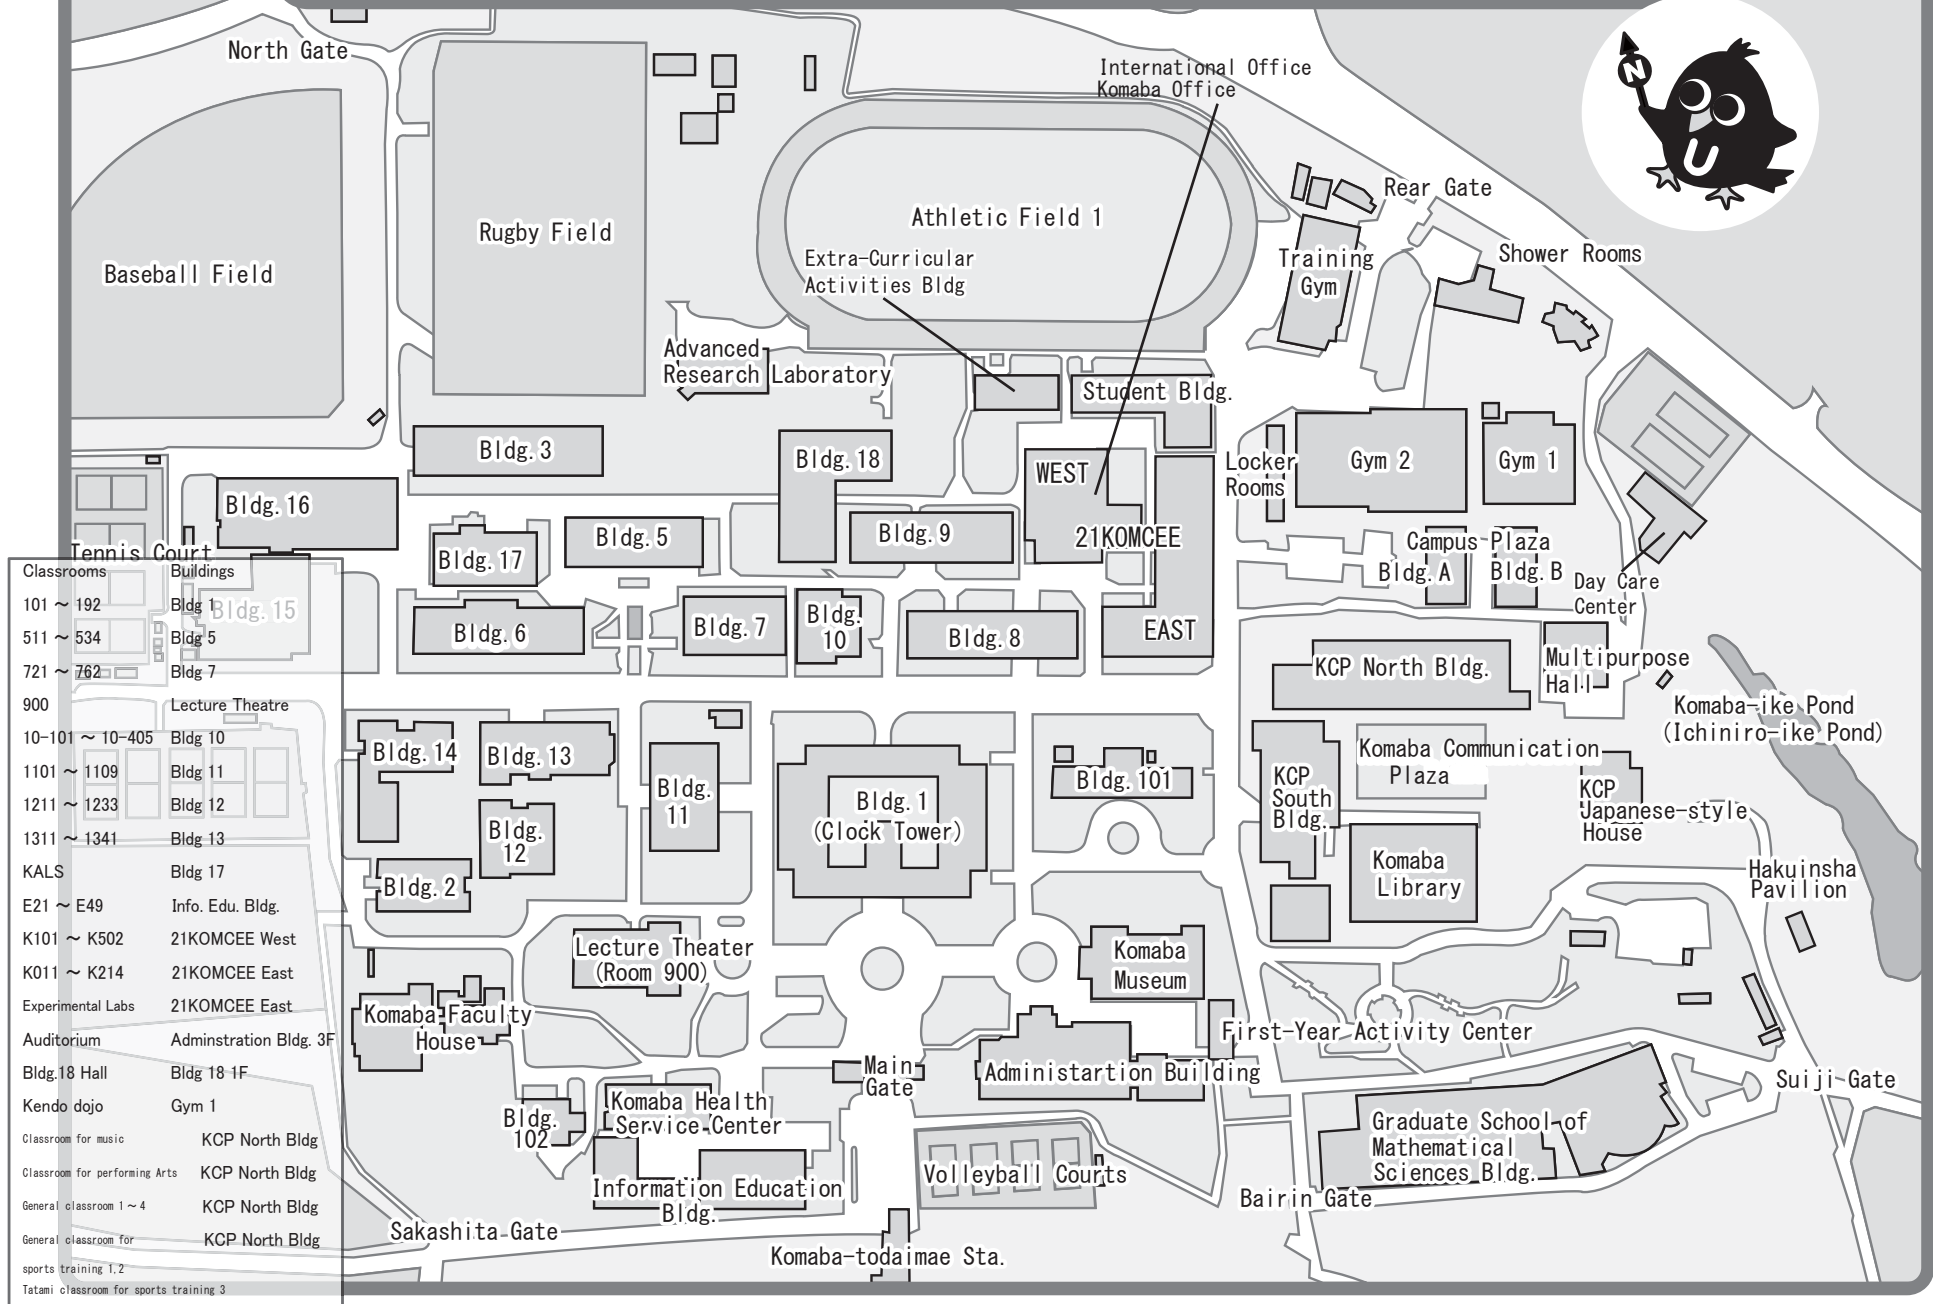 North Gate
International Office
Komaba Office
N
U
Rear Gate
Rugby Field
Athletic Field 1
Baseball Field
Extra-Curricular
Activities Bldg
Training
Gym
Shower Rooms
Advanced
Research Laboratory
Student Bldg.
Bldg. 3
Bldg. 18
WEST
Locker
Rooms
Gym 2
Gym 1
Bldg. 16
Bldg. 17
Bldg. 5
Bldg. 9
21KOMCEE
Campus Plaza
Bldg. A
Bldg. B
Day Care
Center
Tennis Court
Bldg. 15
Bldg. 6
Bldg. 7
Bldg.
10
Bldg. 8
EAST
KCP North Bldg.
Multipurpose
Hall
Komaba-ike Pond
(Ichiniro-ike Pond)
Bldg. 14
Bldg. 13
Bldg.
11
Bldg. 1
(Clock Tower)
Bldg. 101
KCP
South
Bldg.
Komaba Communication
Plaza
KCP
Japanese-style
House
Bldg.
12
Bldg. 2
Komaba
Library
Hakuinsha
Pavilion
Lecture Theater
(Room 900)
Komaba
Museum
Komaba Faculty
House
First-Year Activity Center
Main
Gate
Administartion Building
Suiji Gate
Bldg.
102
Komaba Health
Service Center
Graduate School of
Mathematical
Sciences Bldg.
Volleyball Courts
Information Education
Bldg.
Bairin Gate
Sakashita Gate
Komaba-todaimae Sta.
Classrooms Buildings
101 ～ 192 Bldg 1
511 ～ 534 Bldg 5
721 ～ 762 Bldg 7
900 Lecture Theatre
10-101 ～ 10-405 Bldg 10
1101 ～ 1109 Bldg 11
1211 ～ 1233 Bldg 12
1311 ～ 1341 Bldg 13
KALS Bldg 17
E21 ～ E49 Info. Edu. Bldg.
K101 ～ K502 21KOMCEE West
K011 ～ K214 21KOMCEE East
Experimental Labs 21KOMCEE East
Auditorium Adminstration Bldg. 3F
Bldg.18 Hall Bldg 18 1F
Kendo dojo Gym 1
Classroom for music KCP North Bldg
Classroom for performing Arts KCP North Bldg
General classroom 1～4 KCP North Bldg
General classroom for KCP North Bldg
sports training 1,2
Tatami classroom for sports training 3